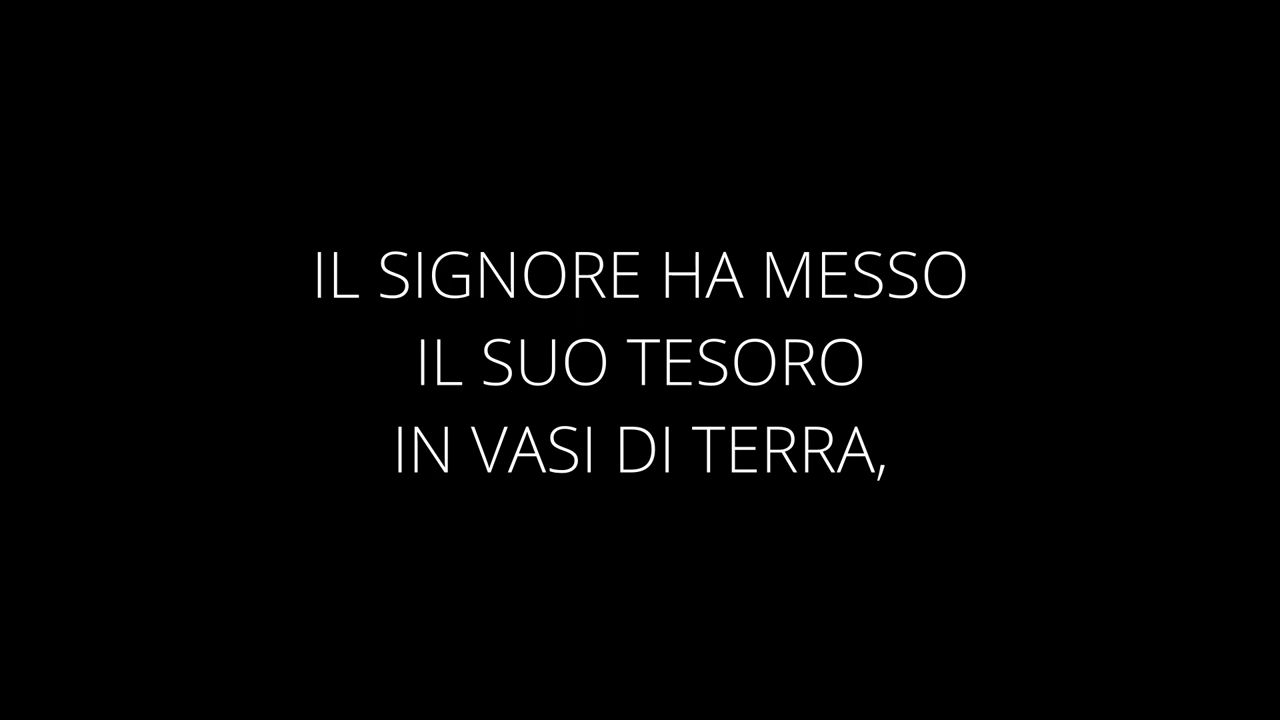 IL SIGNORE HA MESSO
IL SUO TESORO
IN VASI DI TERRA,